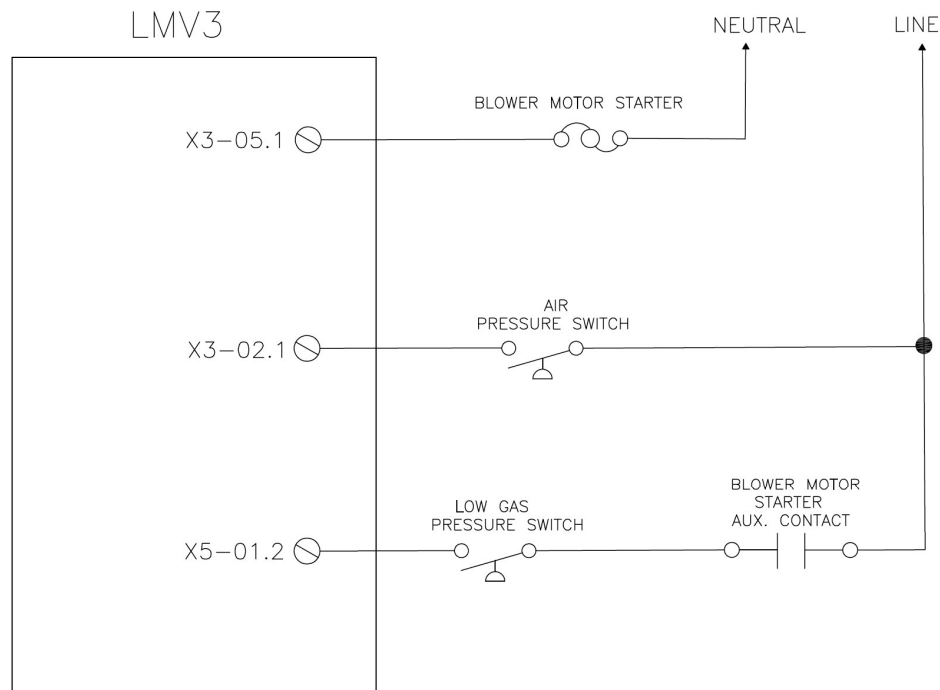 LMV3
NEUTRAL
LINE
BLOWER MOTOR STARTER
X3-05.1
AIR
PRESSURE SWITCH
X3-02.1
BLOWER MOTOR
STARTER
AUX. CONTACT
LOW GAS
PRESSURE SWITCH
X5-01.2